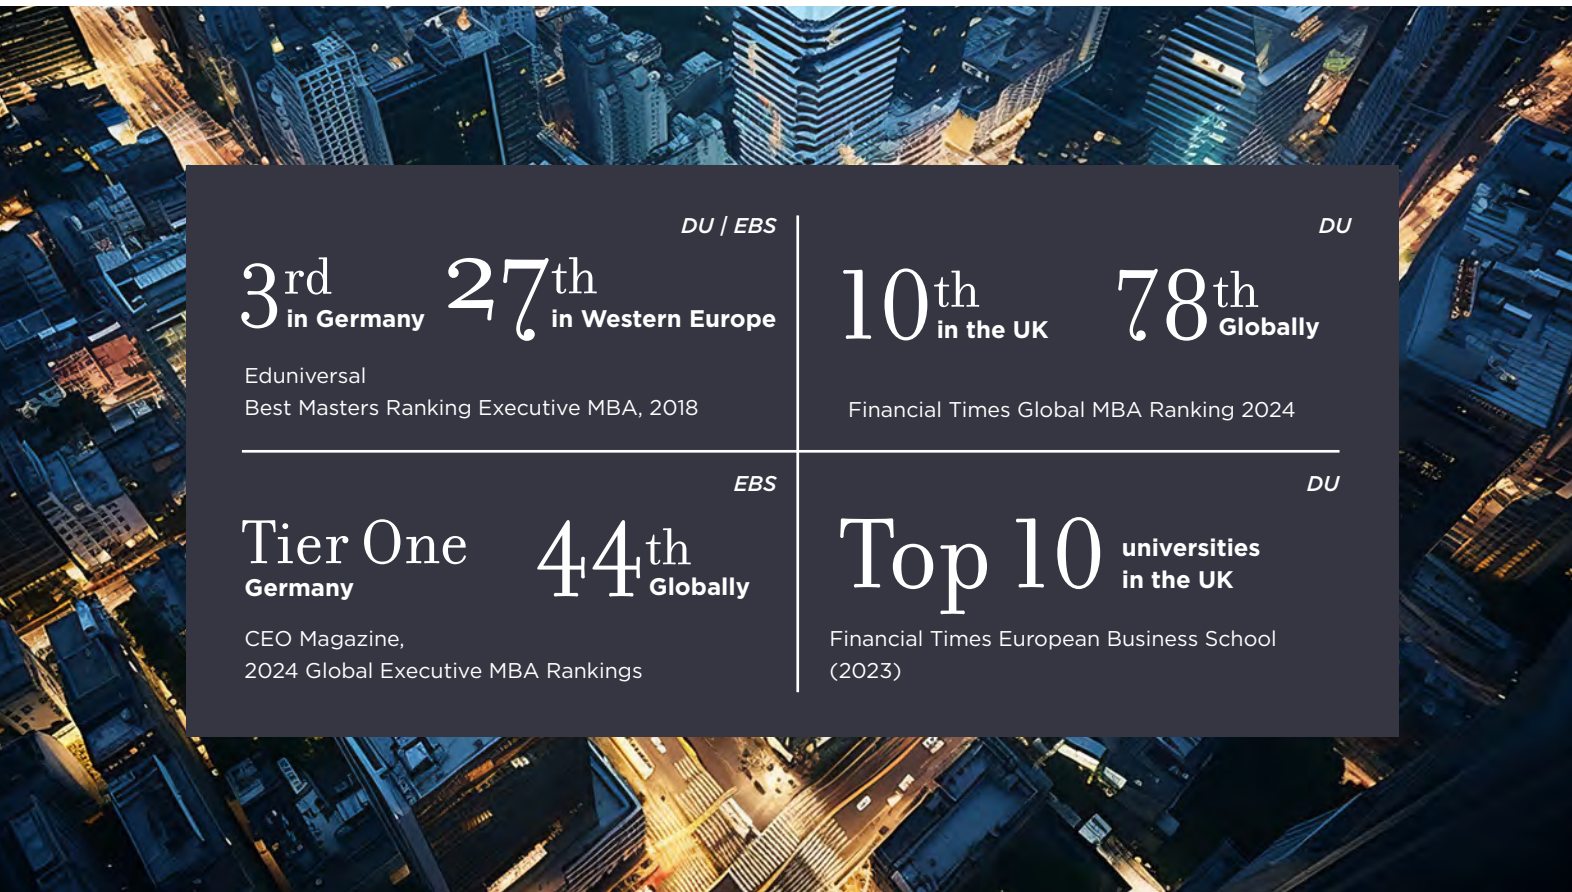 DU / EBS
3rd in Germany 27th in Western Europe
Eduniversal
Best Masters Ranking Executive MBA, 2018
DU
10th in the UK 78th Globally
Financial Times Global MBA Ranking 2024
EBS
Tier One 44th
Germany Globally
CEO Magazine,
2024 Global Executive MBA Rankings
DU
Top 10 universities
in the UK
Financial Times European Business School
(2023)